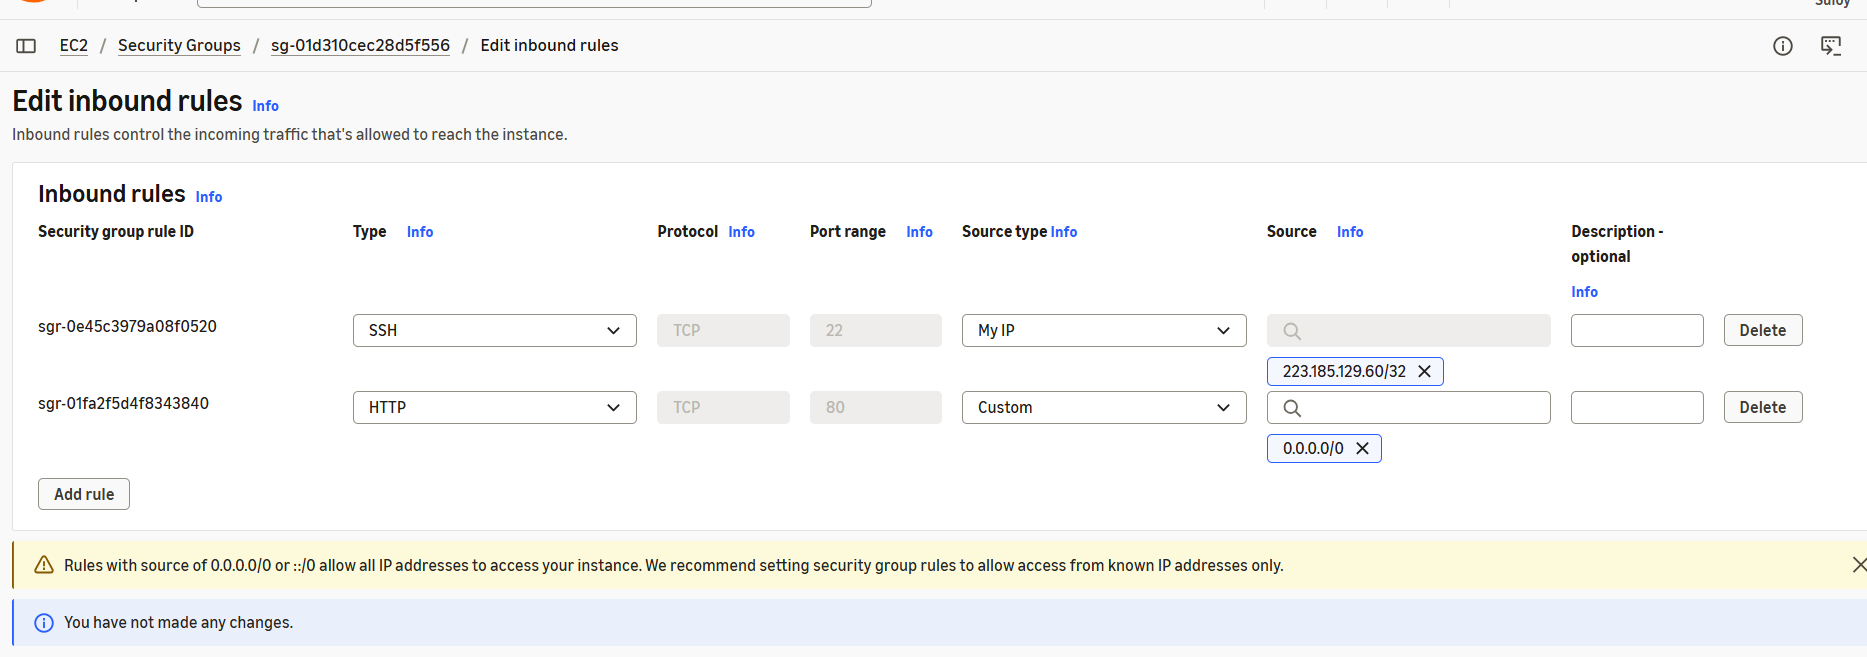 EC2 / Security Groups / sg-01d310cec28d5f556 / Edit inbound rules
Edit inbound rules Info
Inbound rules control the incoming traffic that's allowed to reach the instance.
Inbound rules Info
Security group rule ID Type Info Protocol Info Port range Info Source type Info Source Info Description -
optional
Info
sgr-0e45c3979a08f0520 SSH TCP 22 My IP Delete
223.185.129.60/32
sgr-01fa2f5d4f8343840 HTTP TCP 80 Custom Delete
0.0.0.0/0
Add rule
Rules with source of 0.0.0.0/0 or ::/0 allow all IP addresses to access your instance. We recommend setting security group rules to allow access from known IP addresses only.
You have not made any changes.